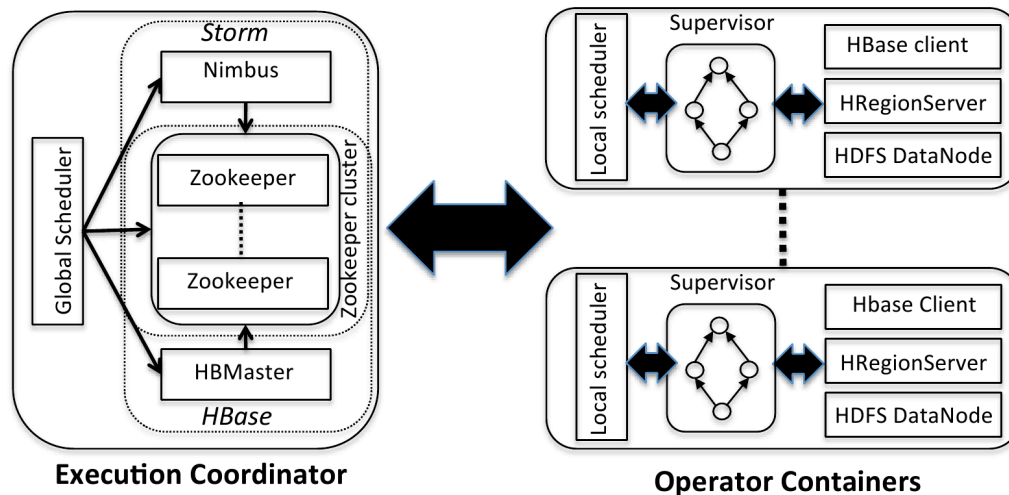 Storm
Nimbus
Global Scheduler
Zookeeper
Zookeeper
Zookeeper cluster
HBMaster
HBase
Execution Coordinator
Local scheduler
Supervisor
HBase client
HRegionServer
HDFS DataNode
Local scheduler
Supervisor
Hbase Client
HRegionServer
HDFS DataNode
Operator Containers